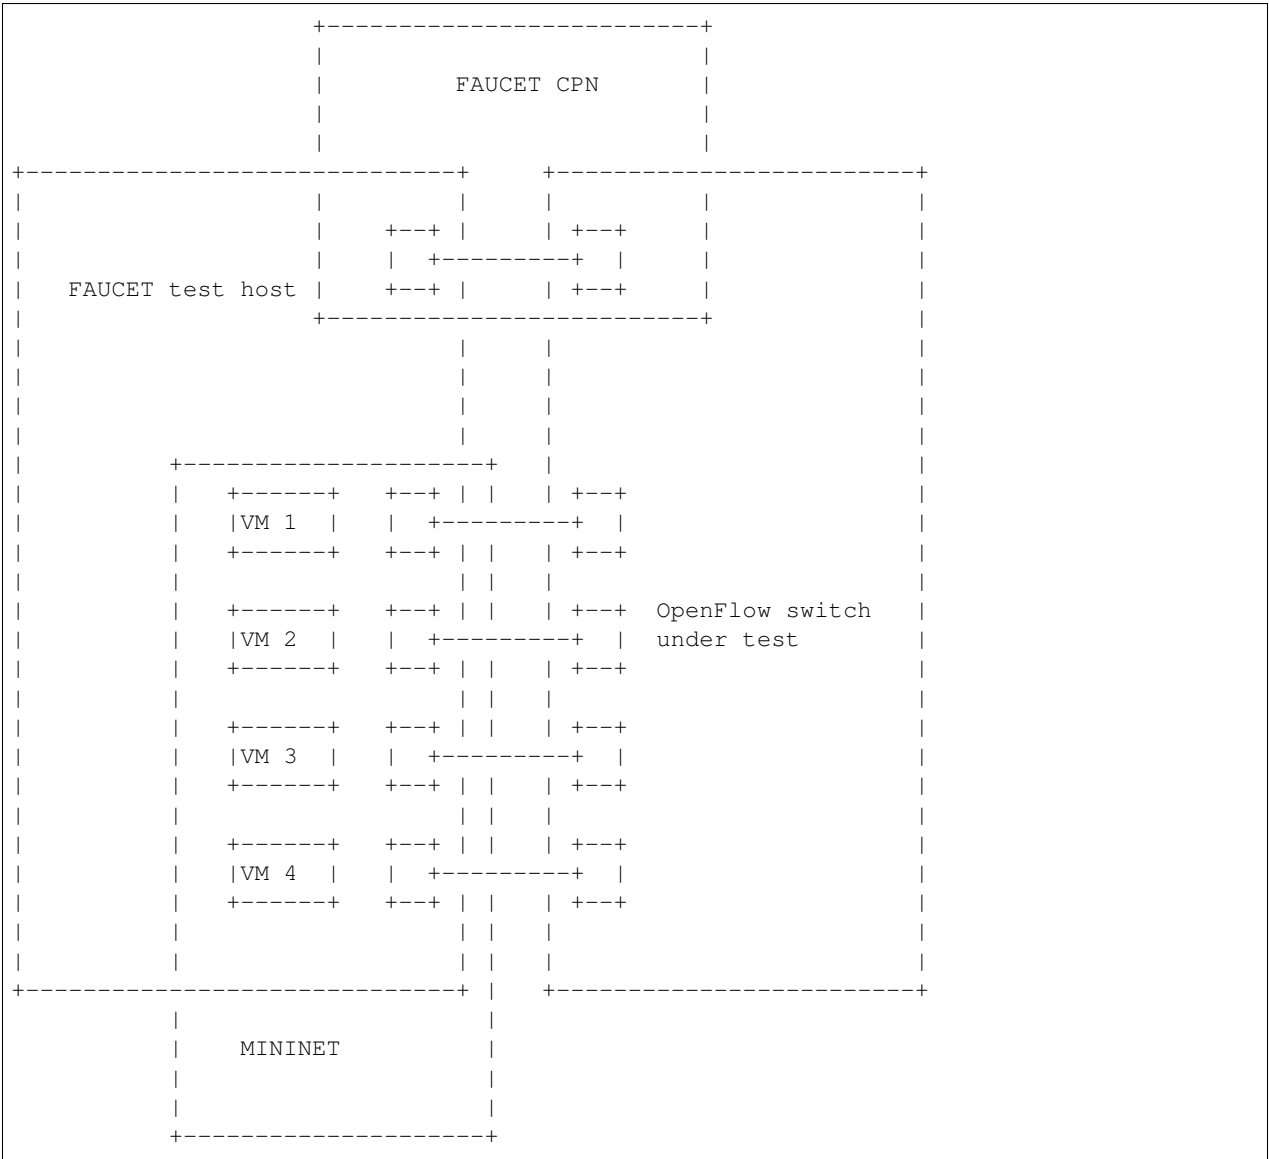 FAUCET CPN
FAUCET test host
VM 1
OpenFlow switch
VM 2
under test
VM 3
VM 4
MININET